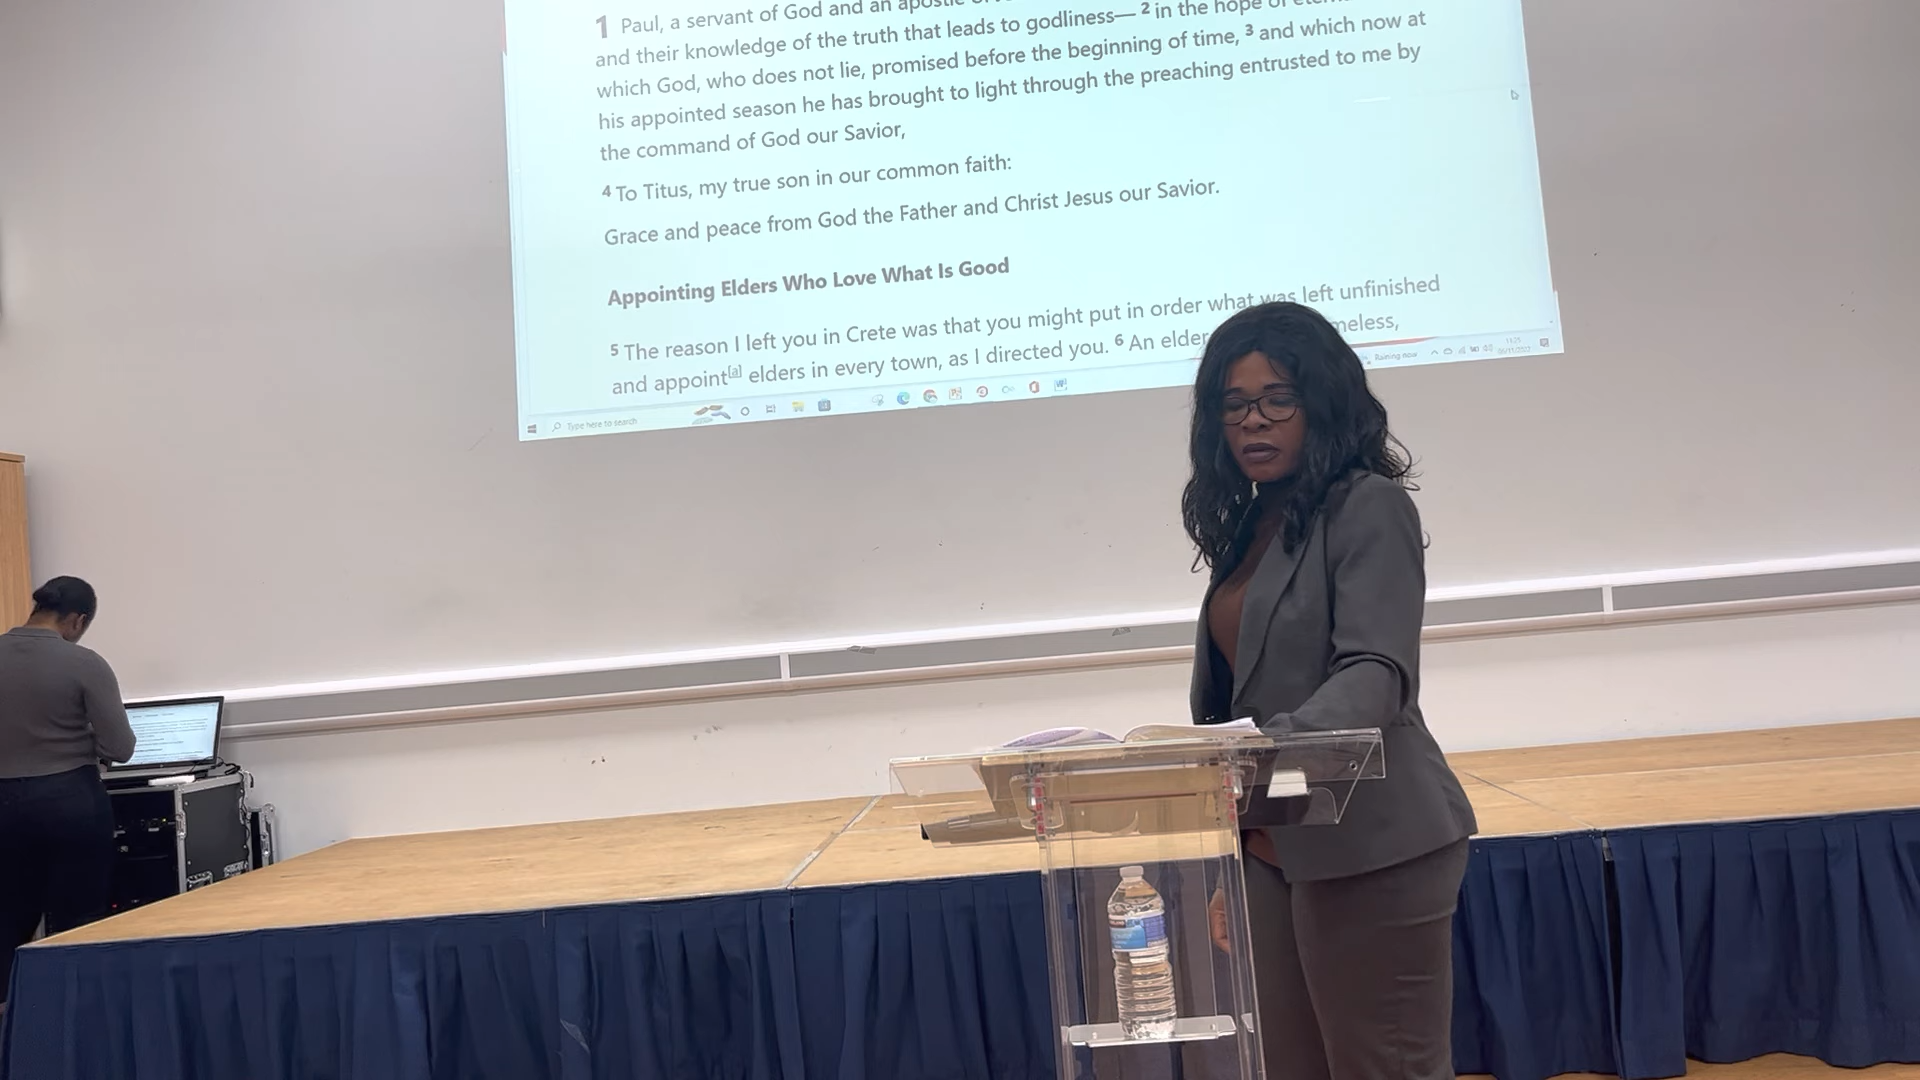 1 Paul, a servant of God and an apostle
and their knowledge of the truth that leads to godliness— 2 in the hope of
which God, who does not lie, promised before the beginning of time, 3 and which now at
his appointed season he has brought to light through the preaching entrusted to me by
the command of God our Savior,
4 To Titus, my true son in our common faith:
Grace and peace from God the Father and Christ Jesus our Savior.
Appointing Elders Who Love What Is Good
5 The reason I left you in Crete was that you might put in order what was left unfinished
and appoint[a] elders in every town, as I directed you. 6 An elder meless,
Type here to search
Raining now
11:25